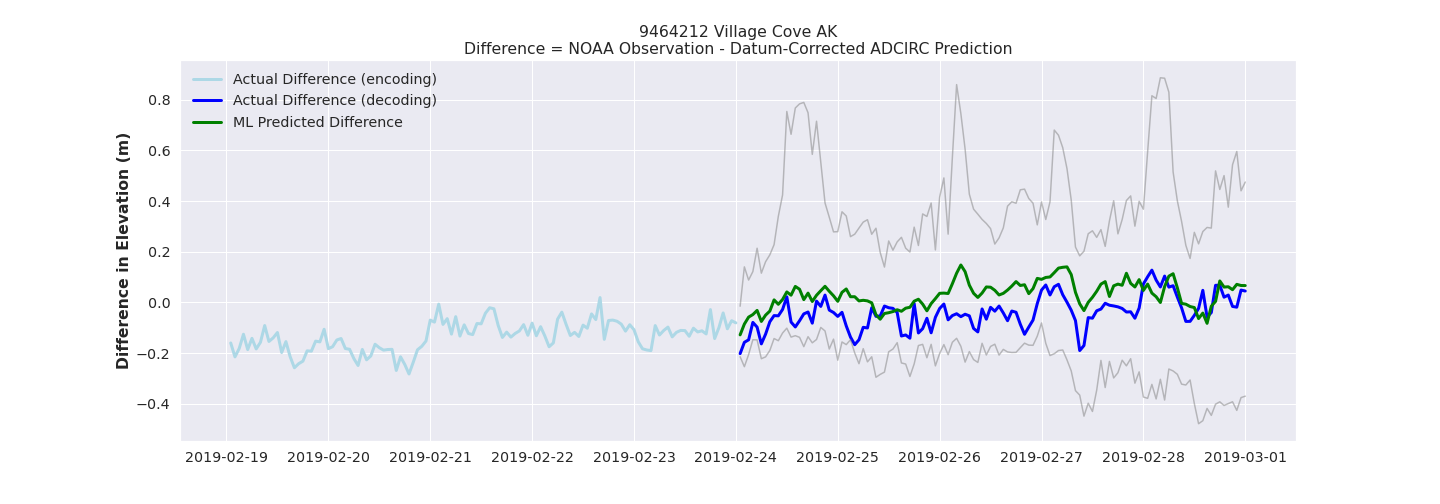 9464212 Village Cove AK
Difference = NOAA Observation - Datum-Corrected ADCIRC Prediction
Actual Difference (encoding)
Actual Difference (decoding)
ML Predicted Difference
Difference in Elevation (m)
0.8
0.6
0.4
0.2
0.0
−0.2
−0.4
2019-02-19 2019-02-20 2019-02-21 2019-02-22 2019-02-23 2019-02-24 2019-02-25 2019-02-26 2019-02-27 2019-02-28 2019-03-01